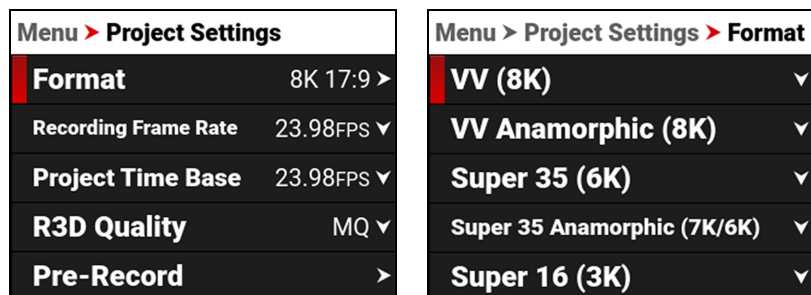 Menu > Project Settings
Format 8K 17:9 >
Recording Frame Rate 23.98FPS
Project Time Base 23.98FPS
R3D Quality MQ
Pre-Record >
Menu > Project Settings > Format
VV (8K)
VV Anamorphic (8K)
Super 35 (6K)
Super 35 Anamorphic (7K/6K)
Super 16 (3K)